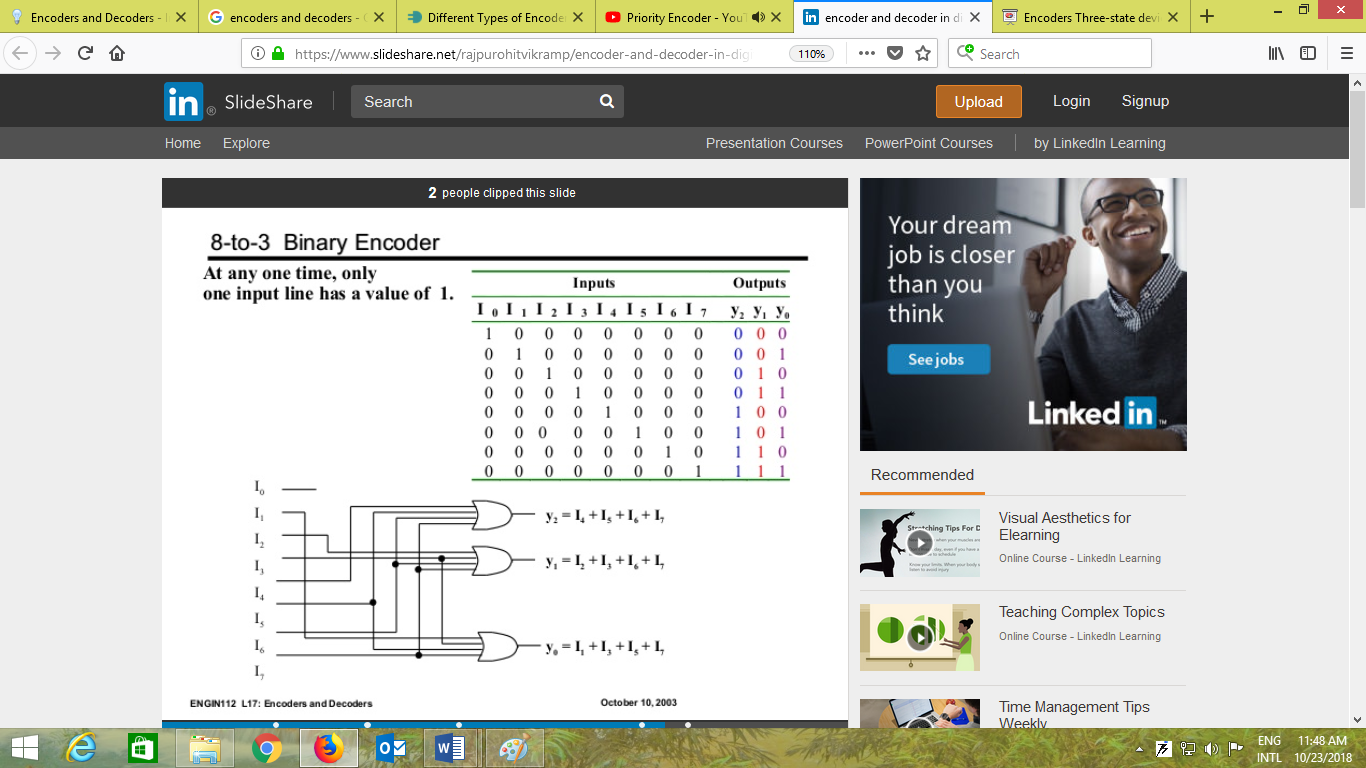 Encoders and Decoders -
encoders and decoders -
Different Types of Encode
Priority Encoder - You
encoder and decoder in di
Encoders Three-state dev
https://www.slideshare.net/rajpurohitvikramp/encoder-and-decoder-in-dig
110%
Search
in ® SlideShare
Search
Upload
Login
Signup
Home
Explore
Presentation Courses
PowerPoint Courses
by LinkedIn Learning
2 people clipped this slide
8-to-3 Binary Encoder
At any one time, only
one input line has a value of 1.
Inputs Outputs
I₀ I₁ I₂ I₃ I₄ I₅ I₆ I₇ y₂ y₁ y₀
1 0 0 0 0 0 0 0 0 0 0
0 1 0 0 0 0 0 0 0 0 1
0 0 1 0 0 0 0 0 0 1 0
0 0 0 1 0 0 0 0 0 1 1
0 0 0 0 1 0 0 0 1 0 0
0 0 0 0 0 1 0 0 1 0 1
0 0 0 0 0 0 1 0 1 1 0
0 0 0 0 0 0 0 1 1 1 1
I₀
I₁
I₂
I₃
I₄
I₅
I₆
I₇
y₂ = I₄ + I₅ + I₆ + I₇
y₁ = I₂ + I₃ + I₆ + I₇
y₀ = I₁ + I₃ + I₅ + I₇
ENGIN112 L17: Encoders and Decoders
October 10, 2003
Your dream
job is closer
than you
think
See jobs
Linked in ™
Recommended
Stretching Tips For D
Visual Aesthetics for
Elearning
Online Course - LinkedIn Learning
Teaching Complex Topics
Online Course - LinkedIn Learning
Time Management Tips
Weekly
ENG
INTL
11:48 AM
10/23/2018